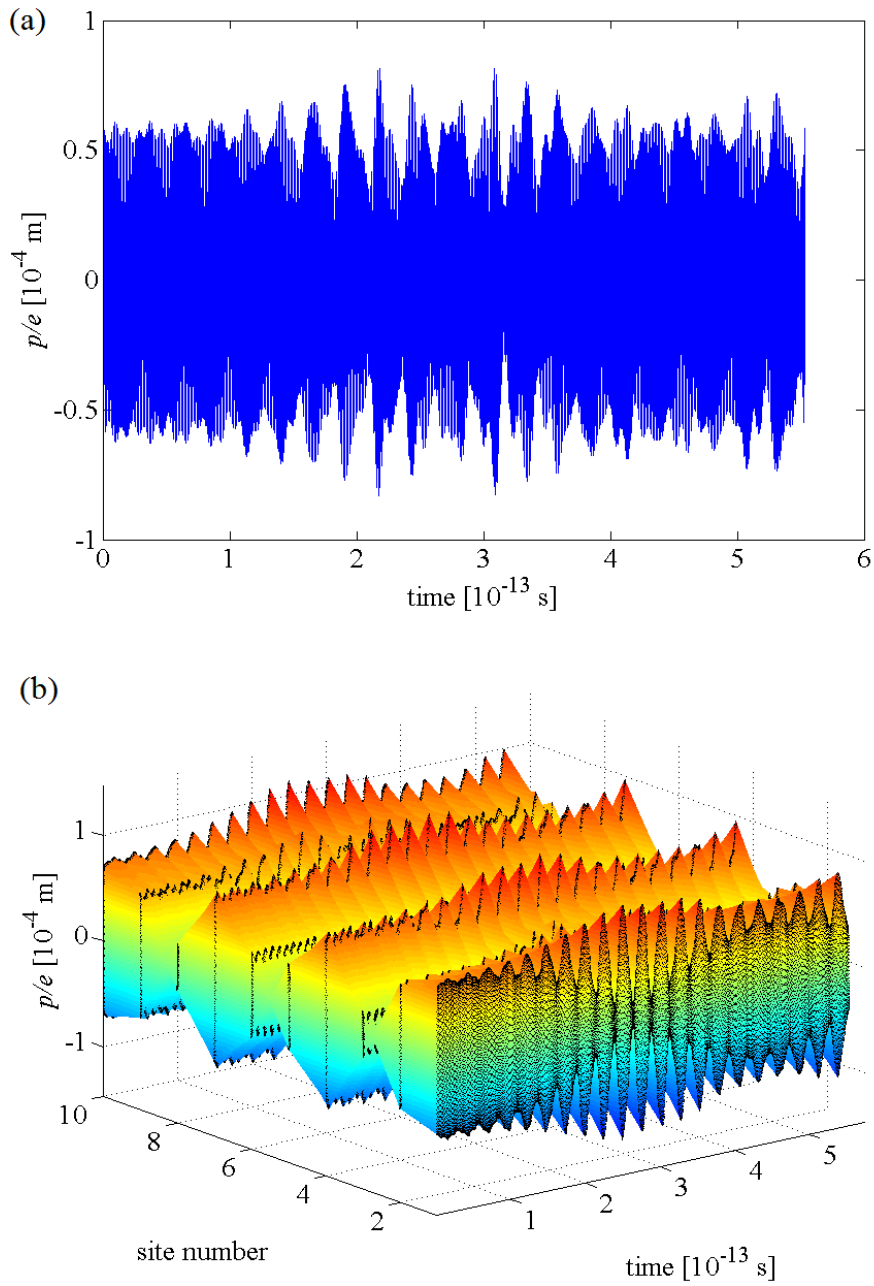 (a)
1
0.5
0
-0.5
-1
p/e [10⁻⁴ m]
0 1 2 3 4 5 6
time [10⁻¹³ s]
(b)
1
0
-1
p/e [10⁻⁴ m]
10 8 6 4 2
site number
1 2 3 4 5
time [10⁻¹³ s]